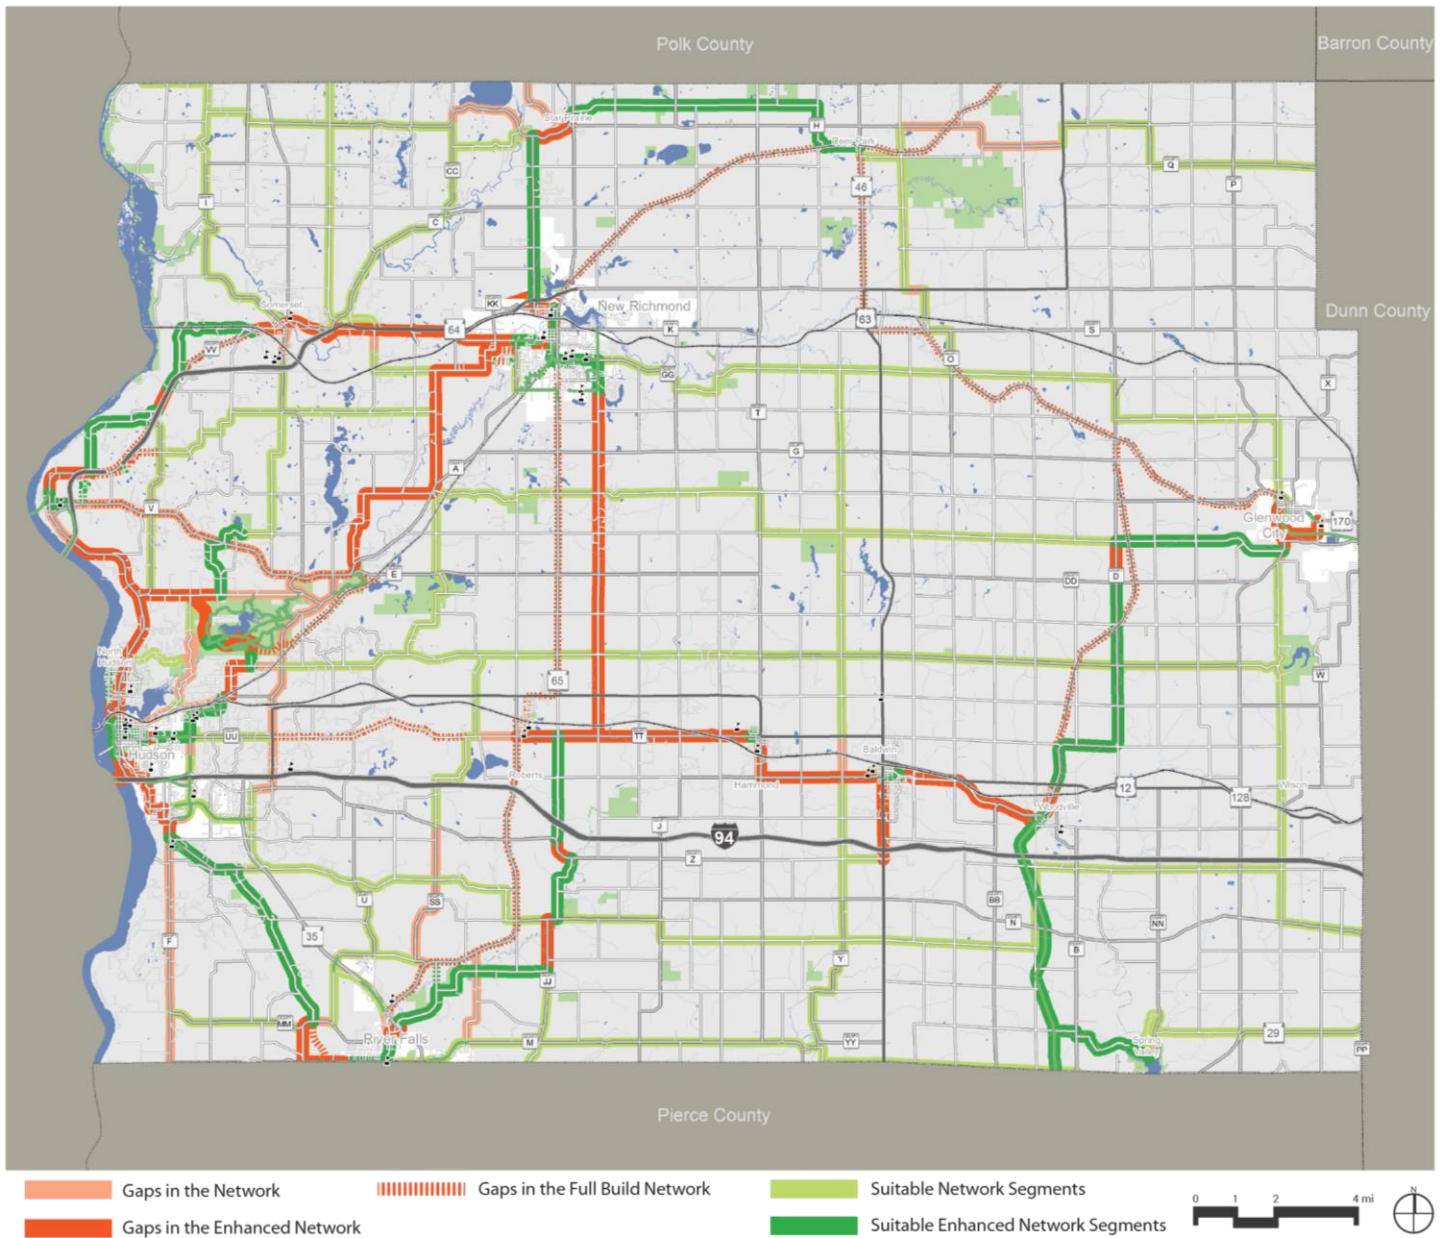 Polk County
Barron County
Star Prairie
H
Deer Park
CC
Q
P
46
I
C
Dunn County
KK
New Richmond
Somerset
64
K
63
S
VV
O
GG
X
T
G
A
V
Glenwood
City
170
E
DD
D
North
Hudson
W
65
UU
TT
Hudson
Baldwin
Roberts
Hammond
12
128
Wilson
Woodville
J
94
Z
U
SS
BB
N
NN
F
35
B
Y
JJ
MM
River Falls
M
YY
29
Spring
Valley
PP
Pierce County
Gaps in the Network
Gaps in the Full Build Network
Suitable Network Segments
0 1 2 4 mi
N
Gaps in the Enhanced Network
Suitable Enhanced Network Segments